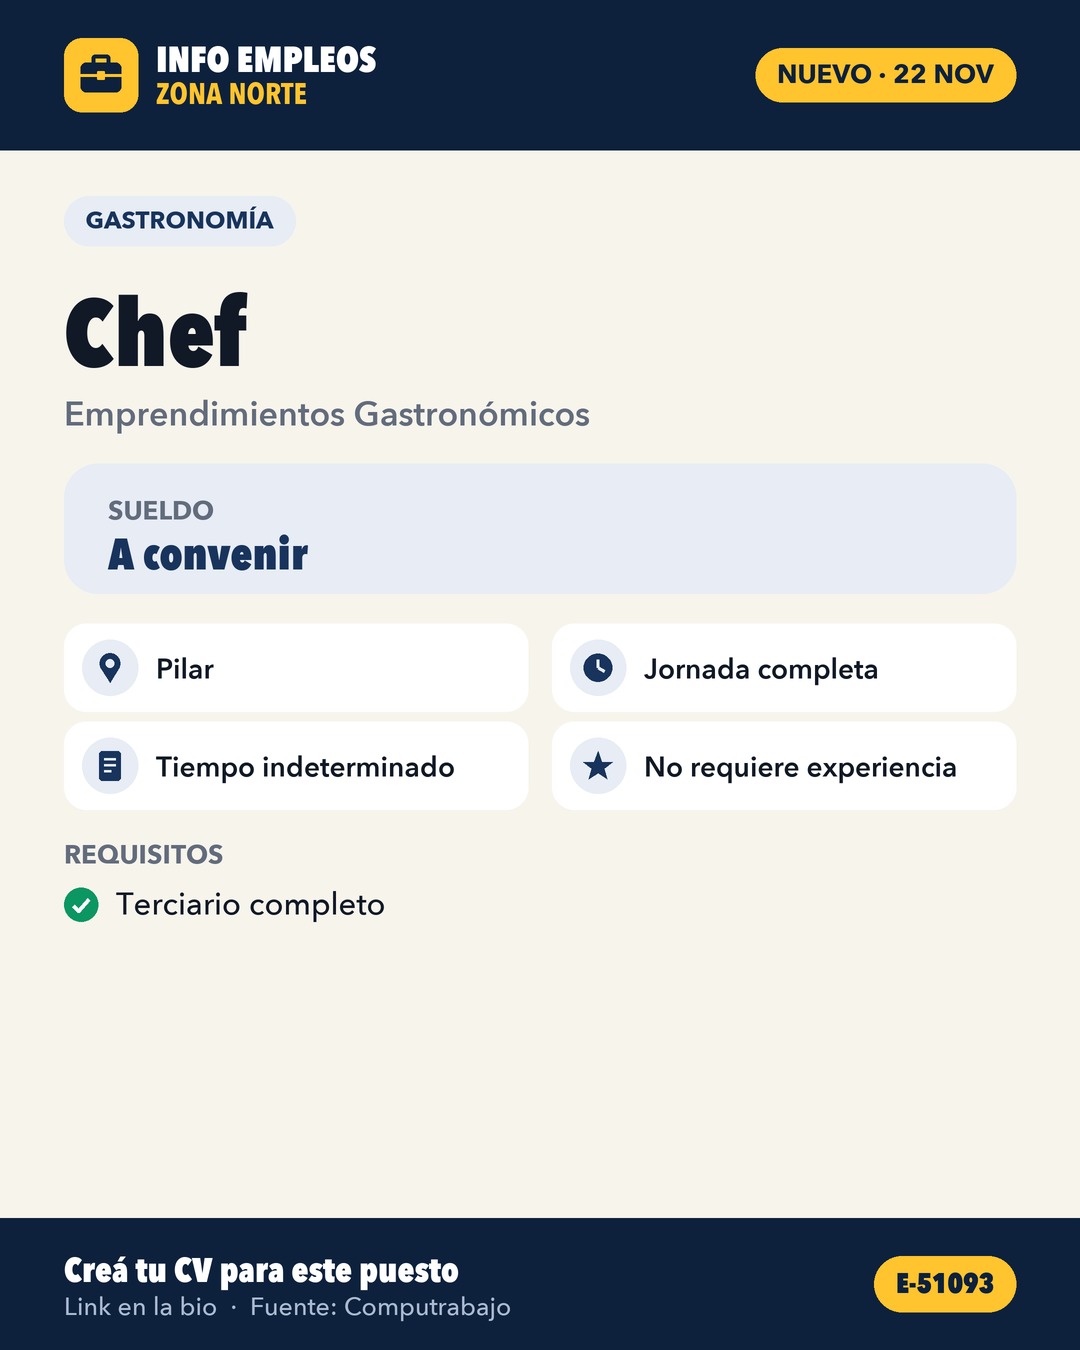 INFO EMPLEOS
ZONA NORTE
NUEVO · 22 NOV
GASTRONOMÍA
Chef
Emprendimientos Gastronómicos
SUELDO
A convenir
Pilar
Jornada completa
Tiempo indeterminado
No requiere experiencia
REQUISITOS
Terciario completo
Creá tu CV para este puesto
Link en la bio · Fuente: Computrabajo
E-51093